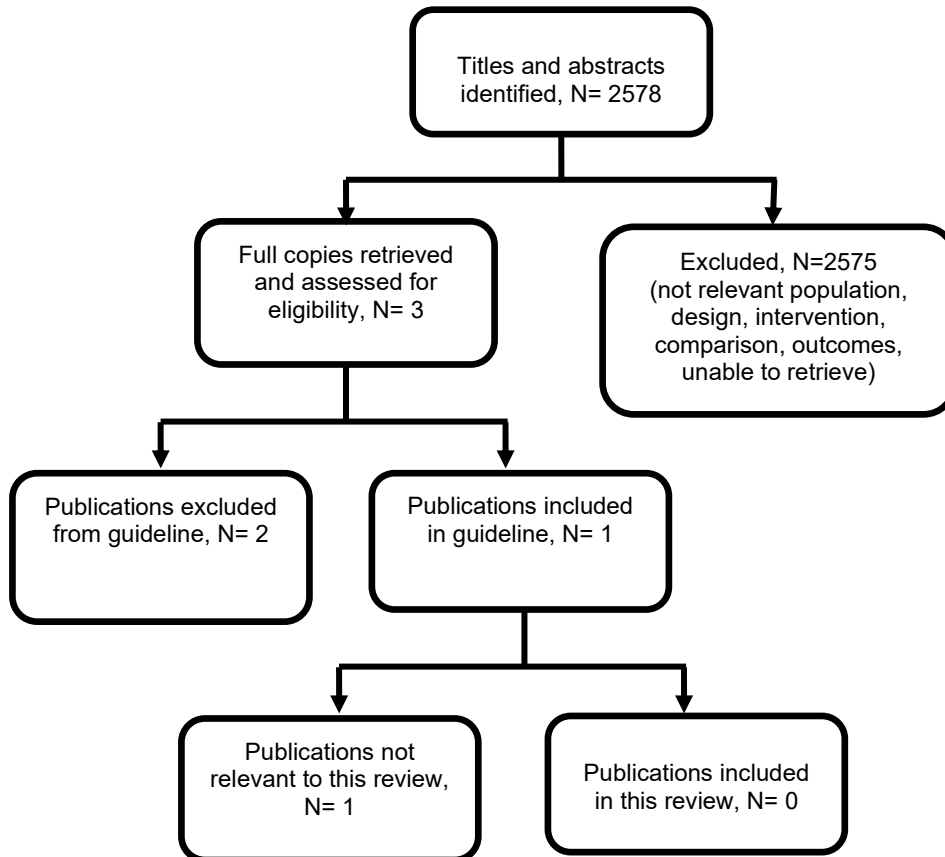 Titles and abstracts
identified, N= 2578
Full copies retrieved
and assessed for
eligibility, N= 3
Excluded, N=2575
(not relevant population,
design, intervention,
comparison, outcomes,
unable to retrieve)
Publications excluded
from guideline, N= 2
Publications included
in guideline, N= 1
Publications not
relevant to this review,
N= 1
Publications included
in this review, N= 0